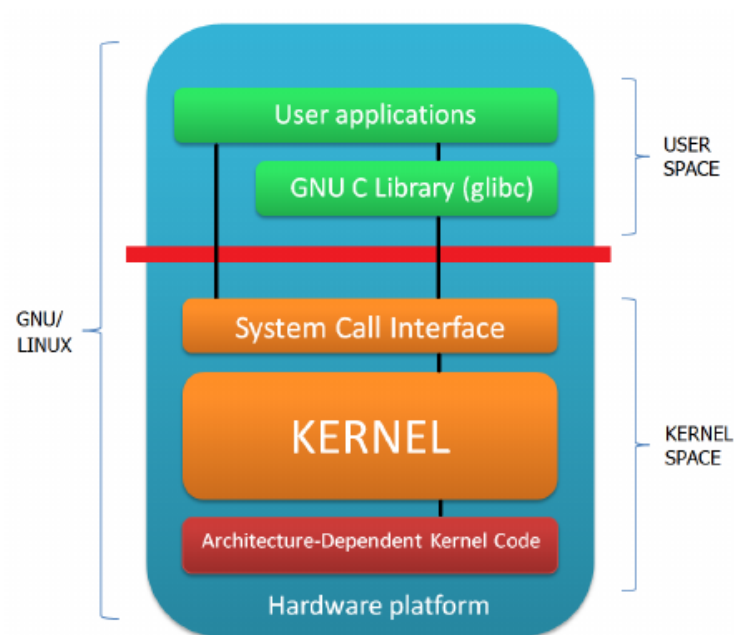 User applications
GNU C Library (glibc)
USER
SPACE
GNU/
LINUX
System Call Interface
KERNEL
KERNEL
SPACE
Architecture-Dependent Kernel Code
Hardware platform